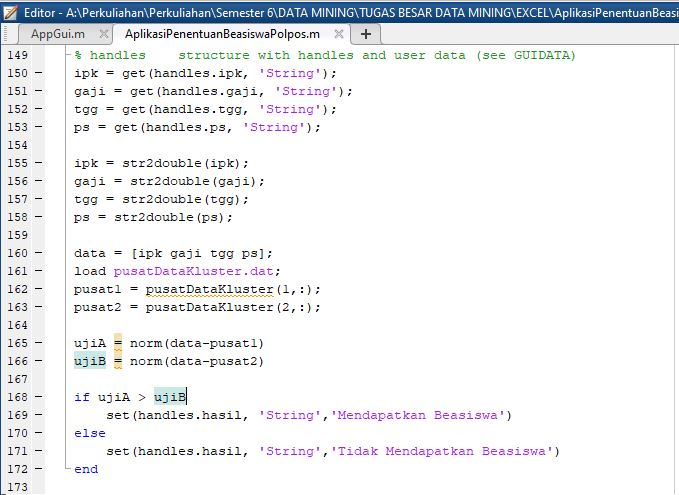 Editor - A:\Perkuliahan\Perkuliahan\Semester 6\DATA MINING\TUGAS BESAR DATA MINING\EXCEL\AplikasiPenentuanBeasi
AppGui.m × AplikasiPenentuanBeasiswaPolpos.m × +
149 % handles    structure with handles and user data (see GUIDATA)
150 – ipk = get(handles.ipk, 'String');
151 – gaji = get(handles.gaji, 'String');
152 – tgg = get(handles.tgg, 'String');
153 – ps = get(handles.ps, 'String');
154
155 – ipk = str2double(ipk);
156 – gaji = str2double(gaji);
157 – tgg = str2double(tgg);
158 – ps = str2double(ps);
159
160 – data = [ipk gaji tgg ps];
161 – load pusatDataKluster.dat;
162 – pusat1 = pusatDataKluster(1,:);
163 – pusat2 = pusatDataKluster(2,:);
164
165 – ujiA = norm(data-pusat1)
166 – ujiB = norm(data-pusat2)
167
168 – if ujiA > ujiB
169 –     set(handles.hasil, 'String','Mendapatkan Beasiswa')
170 – else
171 –     set(handles.hasil, 'String','Tidak Mendapatkan Beasiswa')
172 – end
173